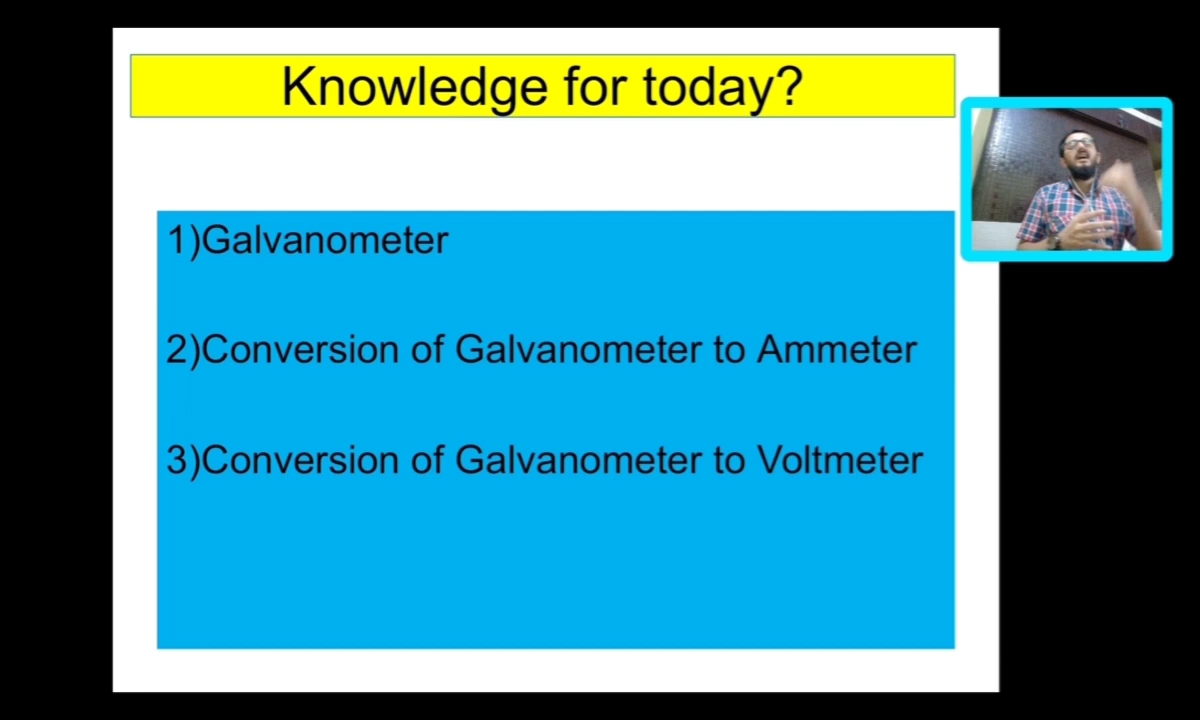 Knowledge for today?
1)Galvanometer
2)Conversion of Galvanometer to Ammeter
3)Conversion of Galvanometer to Voltmeter